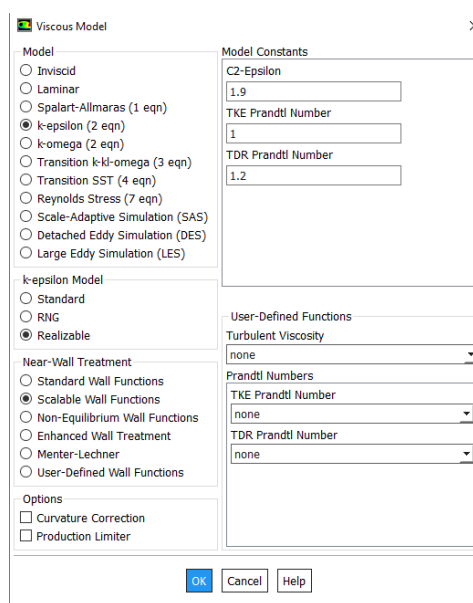 Viscous Model
Model
Inviscid
Laminar
Spalart-Allmaras (1 eqn)
k-epsilon (2 eqn)
k-omega (2 eqn)
Transition k-kl-omega (3 eqn)
Transition SST (4 eqn)
Reynolds Stress (7 eqn)
Scale-Adaptive Simulation (SAS)
Detached Eddy Simulation (DES)
Large Eddy Simulation (LES)
k-epsilon Model
Standard
RNG
Realizable
Near-Wall Treatment
Standard Wall Functions
Scalable Wall Functions
Non-Equilibrium Wall Functions
Enhanced Wall Treatment
Menter-Lechner
User-Defined Wall Functions
Options
Curvature Correction
Production Limiter
Model Constants
C2-Epsilon
1.9
TKE Prandtl Number
1
TDR Prandtl Number
1.2
User-Defined Functions
Turbulent Viscosity
none
Prandtl Numbers
TKE Prandtl Number
none
TDR Prandtl Number
none
OK
Cancel
Help